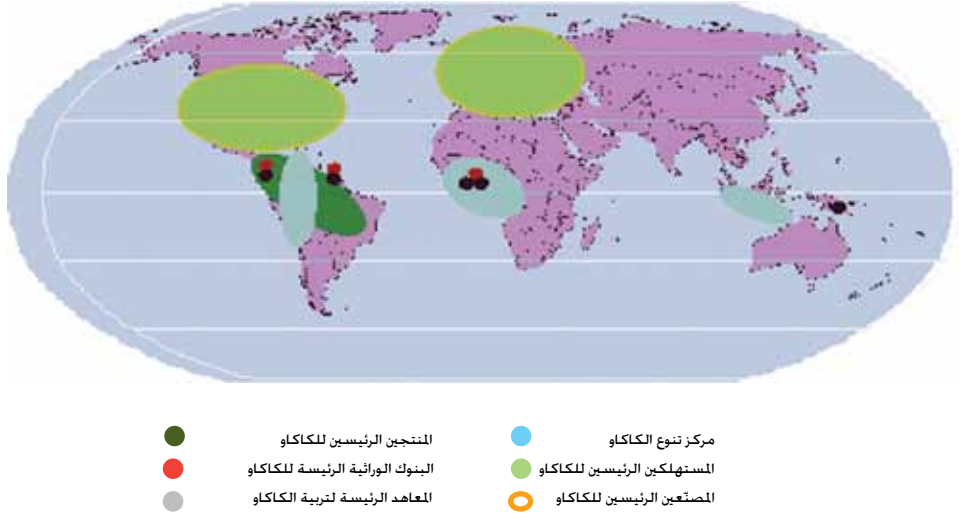 مركز تنوع الكاكاو
المستهلكين الرئيسين للكاكاو
المصنّعين الرئيسين للكاكاو
المنتجين الرئيسين للكاكاو
البنوك الوراثية الرئيسة للكاكاو
المعاهد الرئيسة لتربية الكاكاو